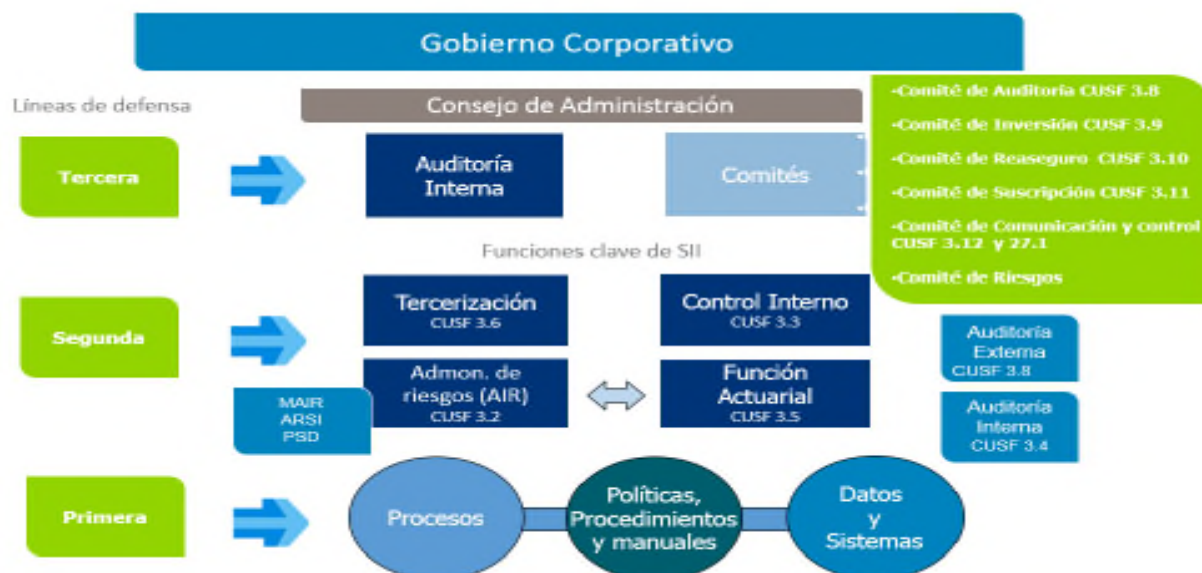 Gobierno Corporativo
Líneas de defensa
Consejo de Administración
Tercera
Auditoría
Interna
Comités
•Comité de Auditoría CUSF 3.8
•Comité de Inversión CUSF 3.9
•Comité de Reaseguro CUSF 3.10
•Comité de Suscripción CUSF 3.11
•Comité de Comunicación y control
CUSF 3.12 y 27.1
•Comité de Riesgos
Funciones clave de SII
Segunda
Tercerización
CUSF 3.6
Control Interno
CUSF 3.3
Admon. de
riesgos (AIR)
CUSF 3.2
Función
Actuarial
CUSF 3.5
MAIR
ARSI
PSD
Auditoría
Externa
CUSF 3.8
Auditoría
Interna
CUSF 3.4
Primera
Procesos
Políticas,
Procedimientos
y manuales
Datos
y
Sistemas